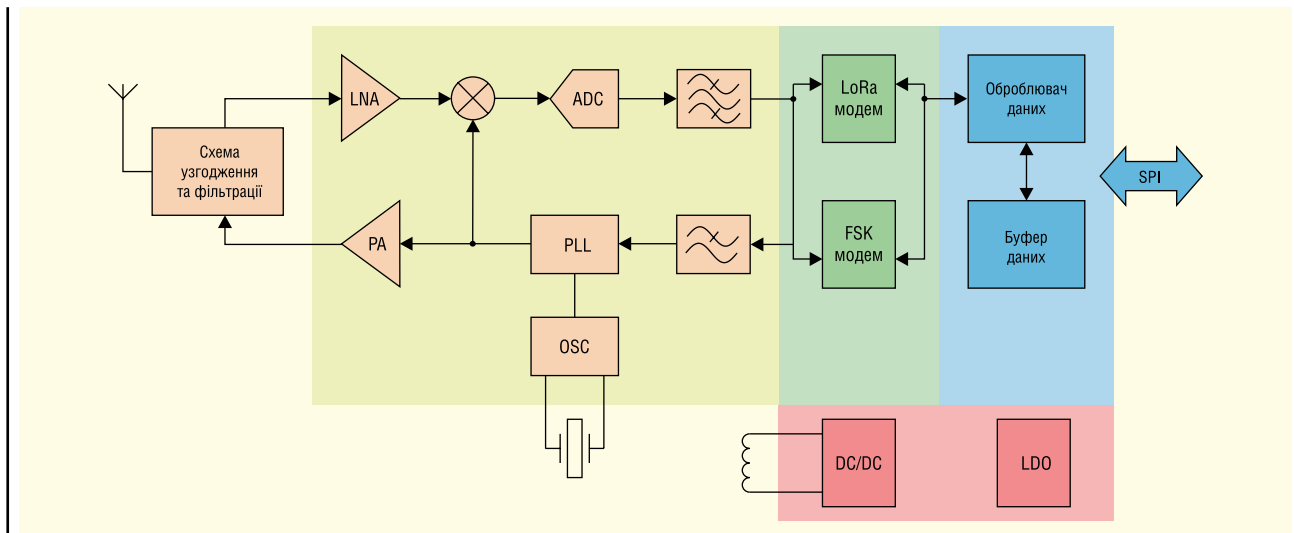 LNA
ADC
LoRa
модем
Оброблювач
даних
Схема
узгодження
та фільтрації
SPI
PA
PLL
FSK
модем
Буфер
даних
OSC
DC/DC
LDO